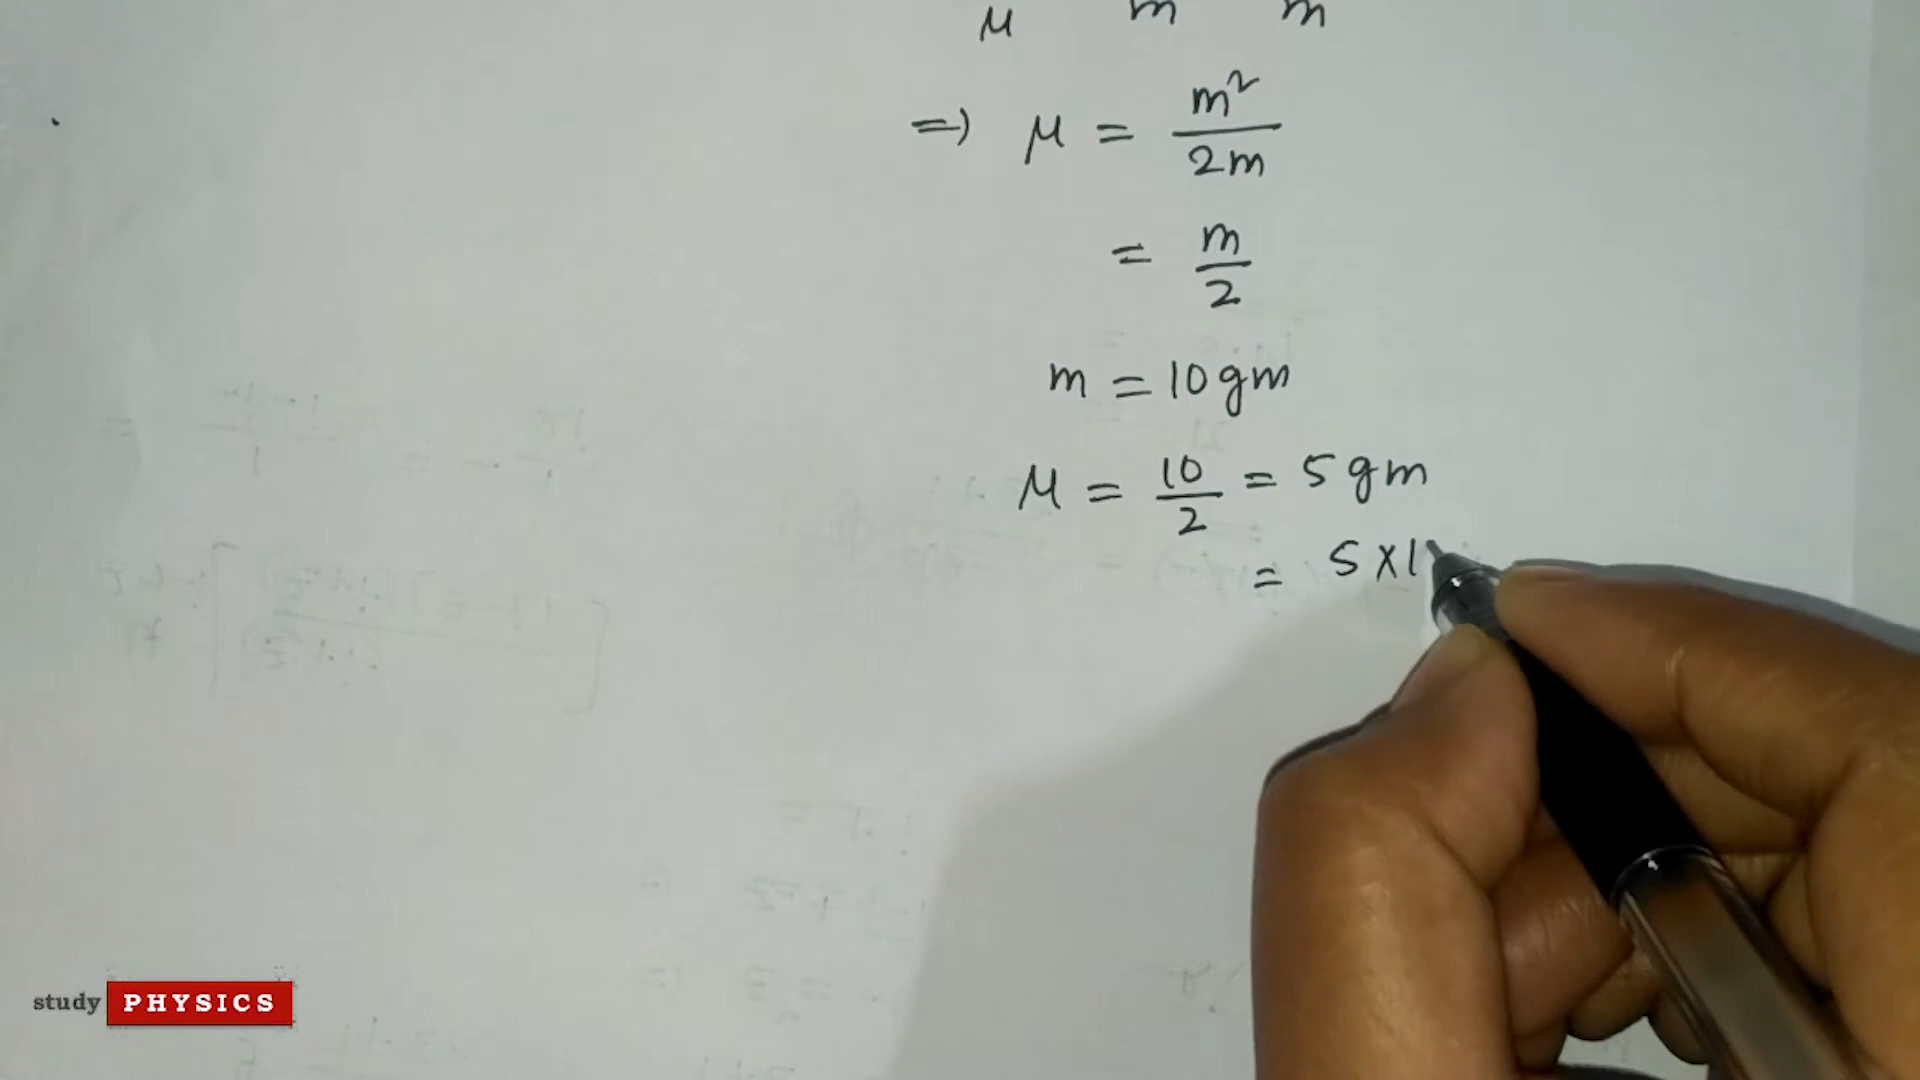 μ m m
=) μ = m²/2m
= m/2
m = 10 gm
μ = 10/2 = 5 gm
= 5 x 1
study PHYSICS